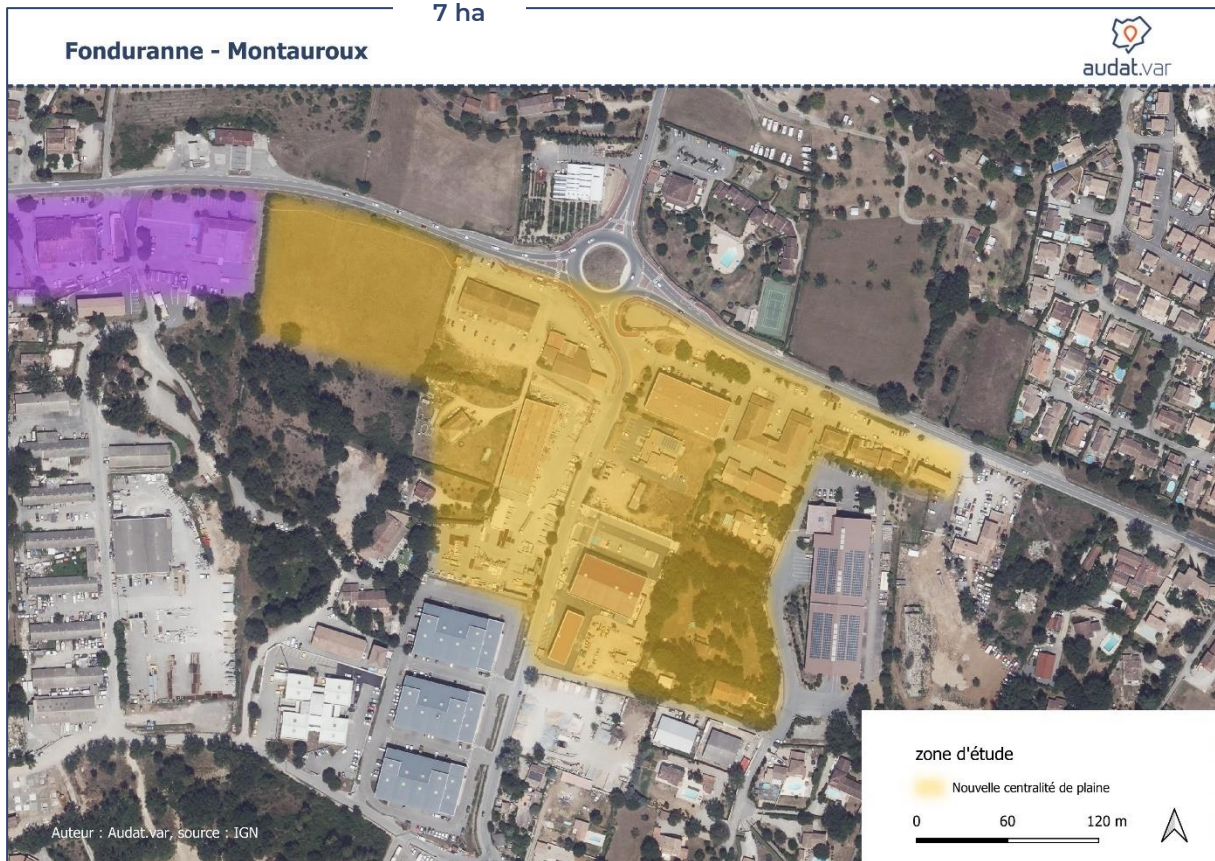 7 ha
Fonduranne - Montauroux
audat.var
zone d'étude
Nouvelle centralité de plaine
0 60 120 m
Auteur : Audat.var, source : IGN